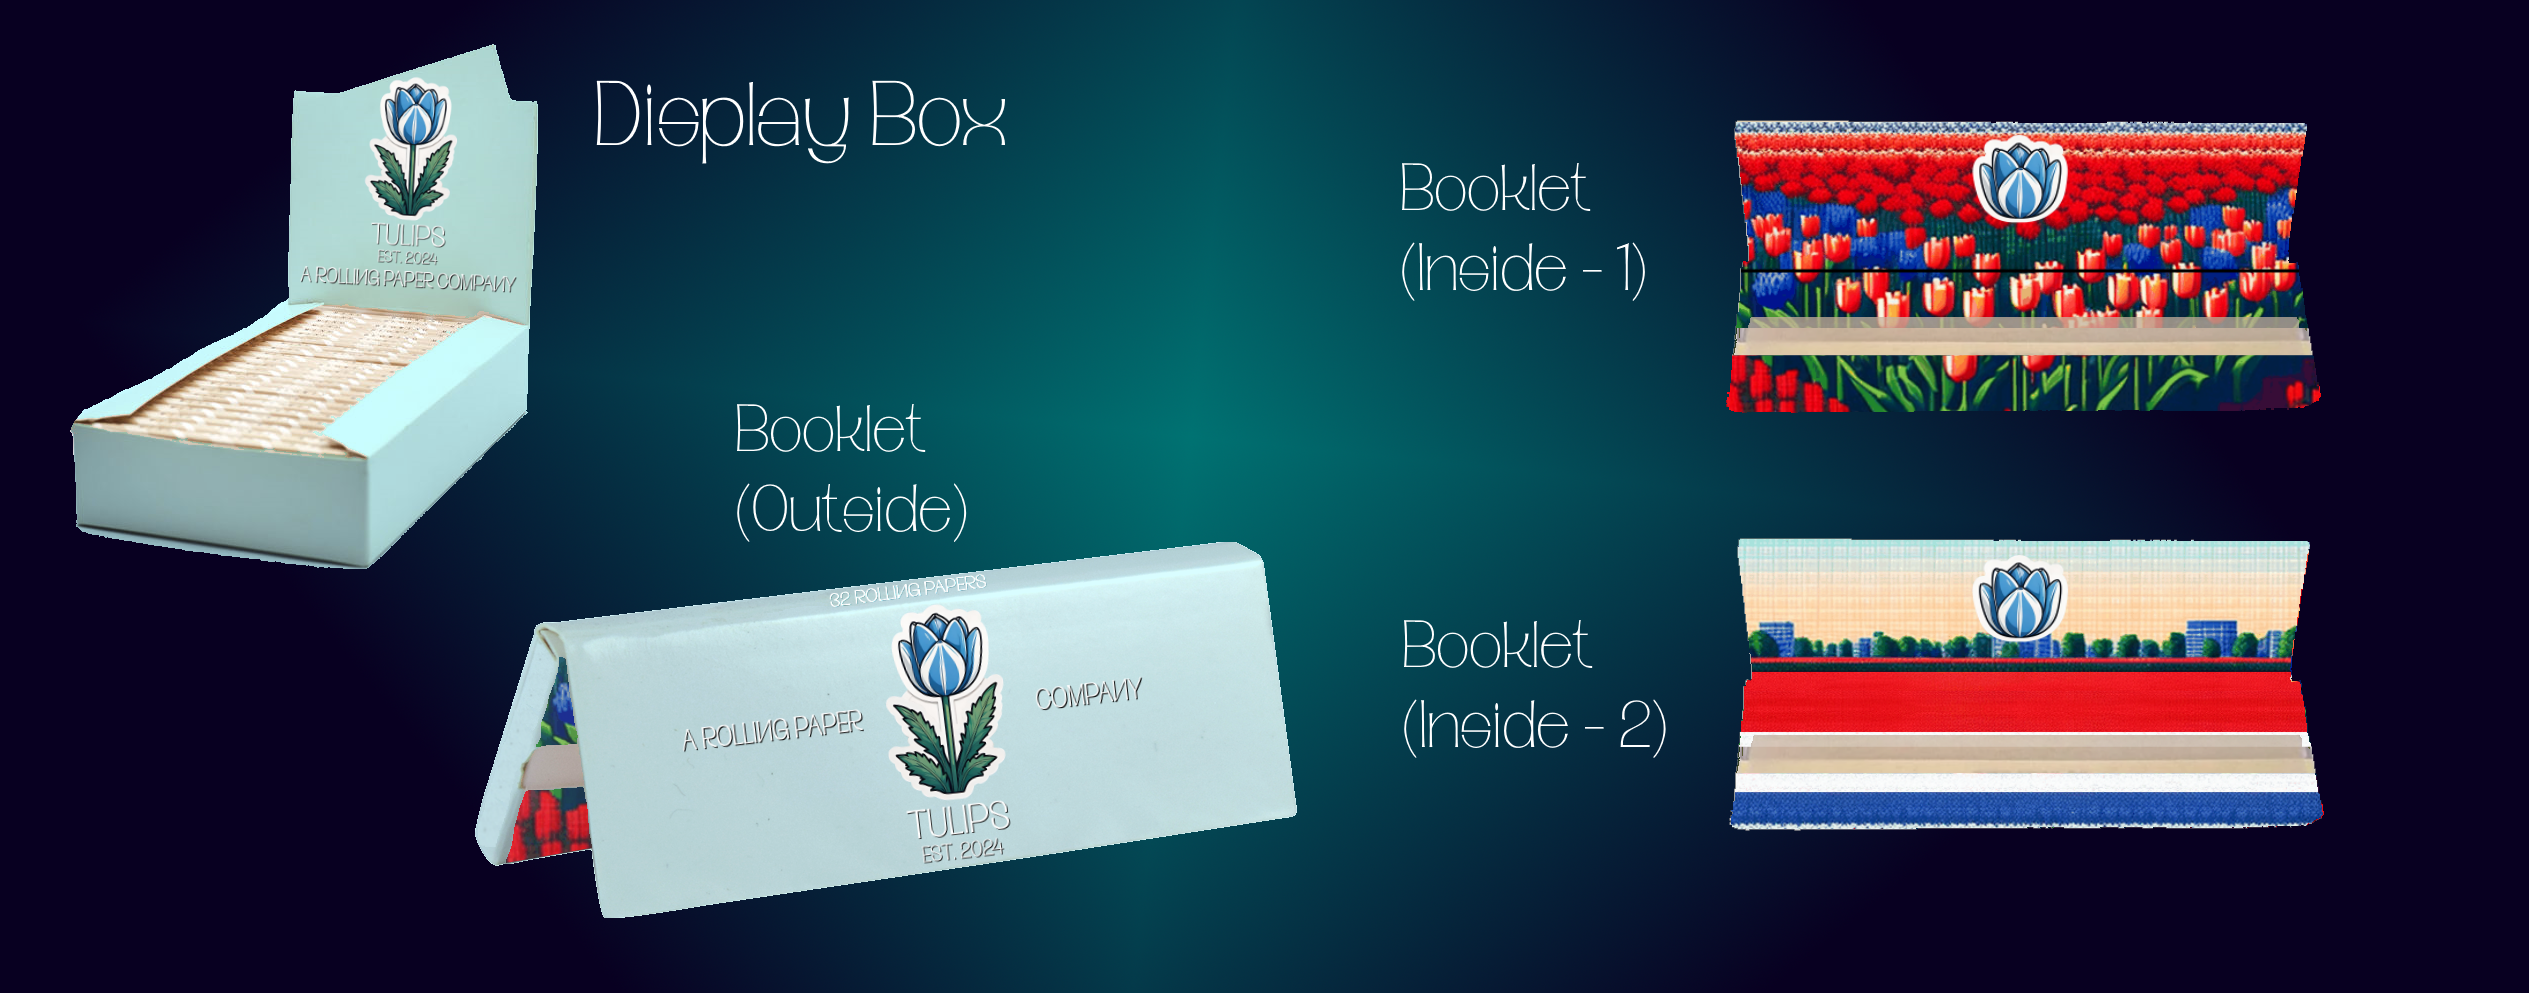 Display Box
TULIPS
EST. 2024
A ROLLING PAPER COMPANY
Booklet
(Outside)
32 ROLLING PAPERS
A ROLLING PAPER
COMPANY
TULIPS
EST. 2024
Booklet
(Inside - 1)
Booklet
(Inside - 2)